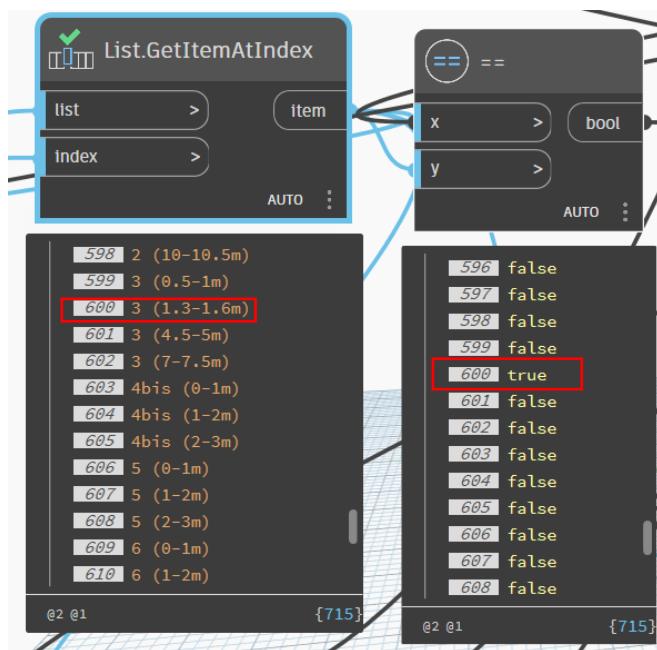 List.GetItemAtIndex
list >
item
index >
AUTO
598 2 (10-10.5m)
599 3 (0.5-1m)
600 3 (1.3-1.6m)
601 3 (4.5-5m)
602 3 (7-7.5m)
603 4bis (0-1m)
604 4bis (1-2m)
605 4bis (2-3m)
606 5 (0-1m)
607 5 (1-2m)
608 5 (2-3m)
609 6 (0-1m)
610 6 (1-2m)
@2 @1 {715}
== ==
x >
bool
y >
AUTO
596 false
597 false
598 false
599 false
600 true
601 false
602 false
603 false
604 false
605 false
606 false
607 false
608 false
@2 @1 {715}